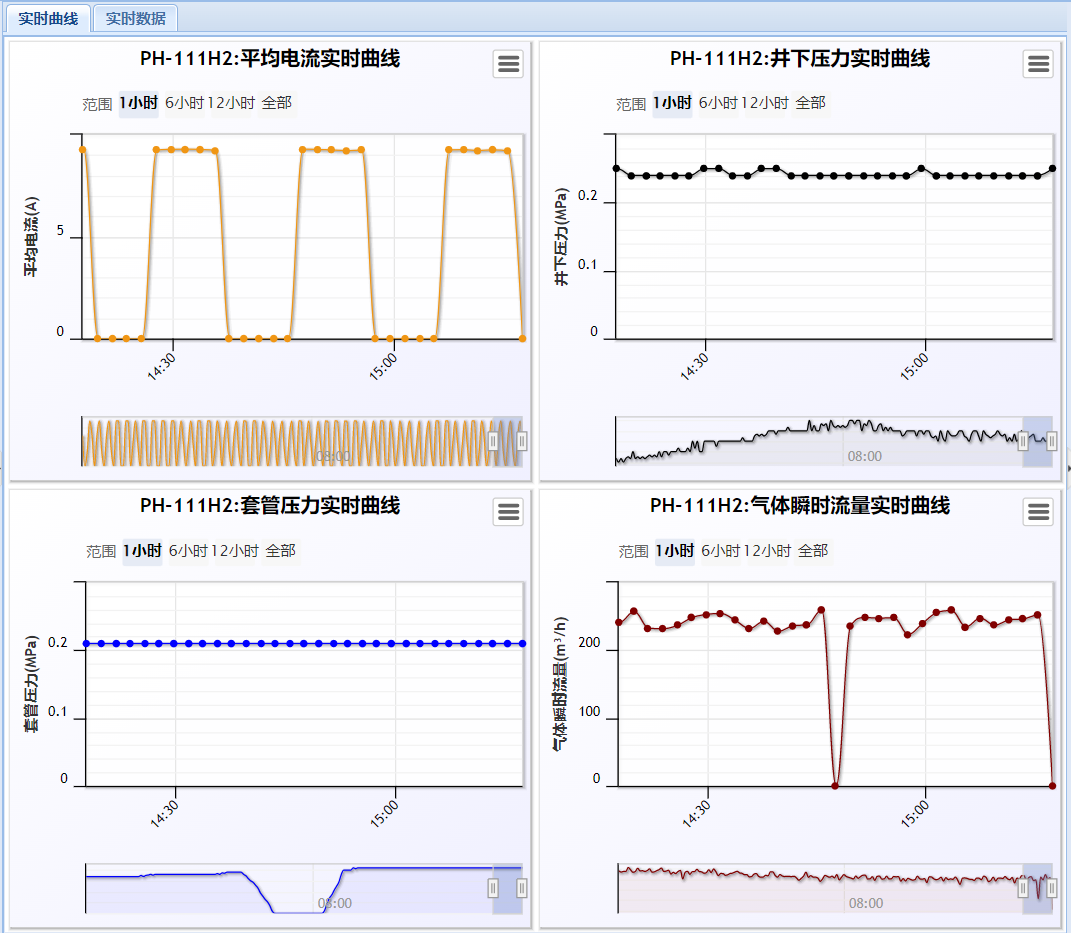 实时曲线 实时数据
PH-111H2:平均电流实时曲线
范围 1小时 6小时 12小时 全部
平均电流(A)
5
0
14:30 15:00
08:00
PH-111H2:井下压力实时曲线
范围 1小时 6小时 12小时 全部
井下压力(MPa)
0.2
0.1
0
14:30 15:00
08:00
PH-111H2:套管压力实时曲线
范围 1小时 6小时 12小时 全部
套管压力(MPa)
0.2
0.1
0
14:30 15:00
08:00
PH-111H2:气体瞬时流量实时曲线
范围 1小时 6小时 12小时 全部
气体瞬时流量(m³/h)
200
100
0
14:30 15:00
08:00